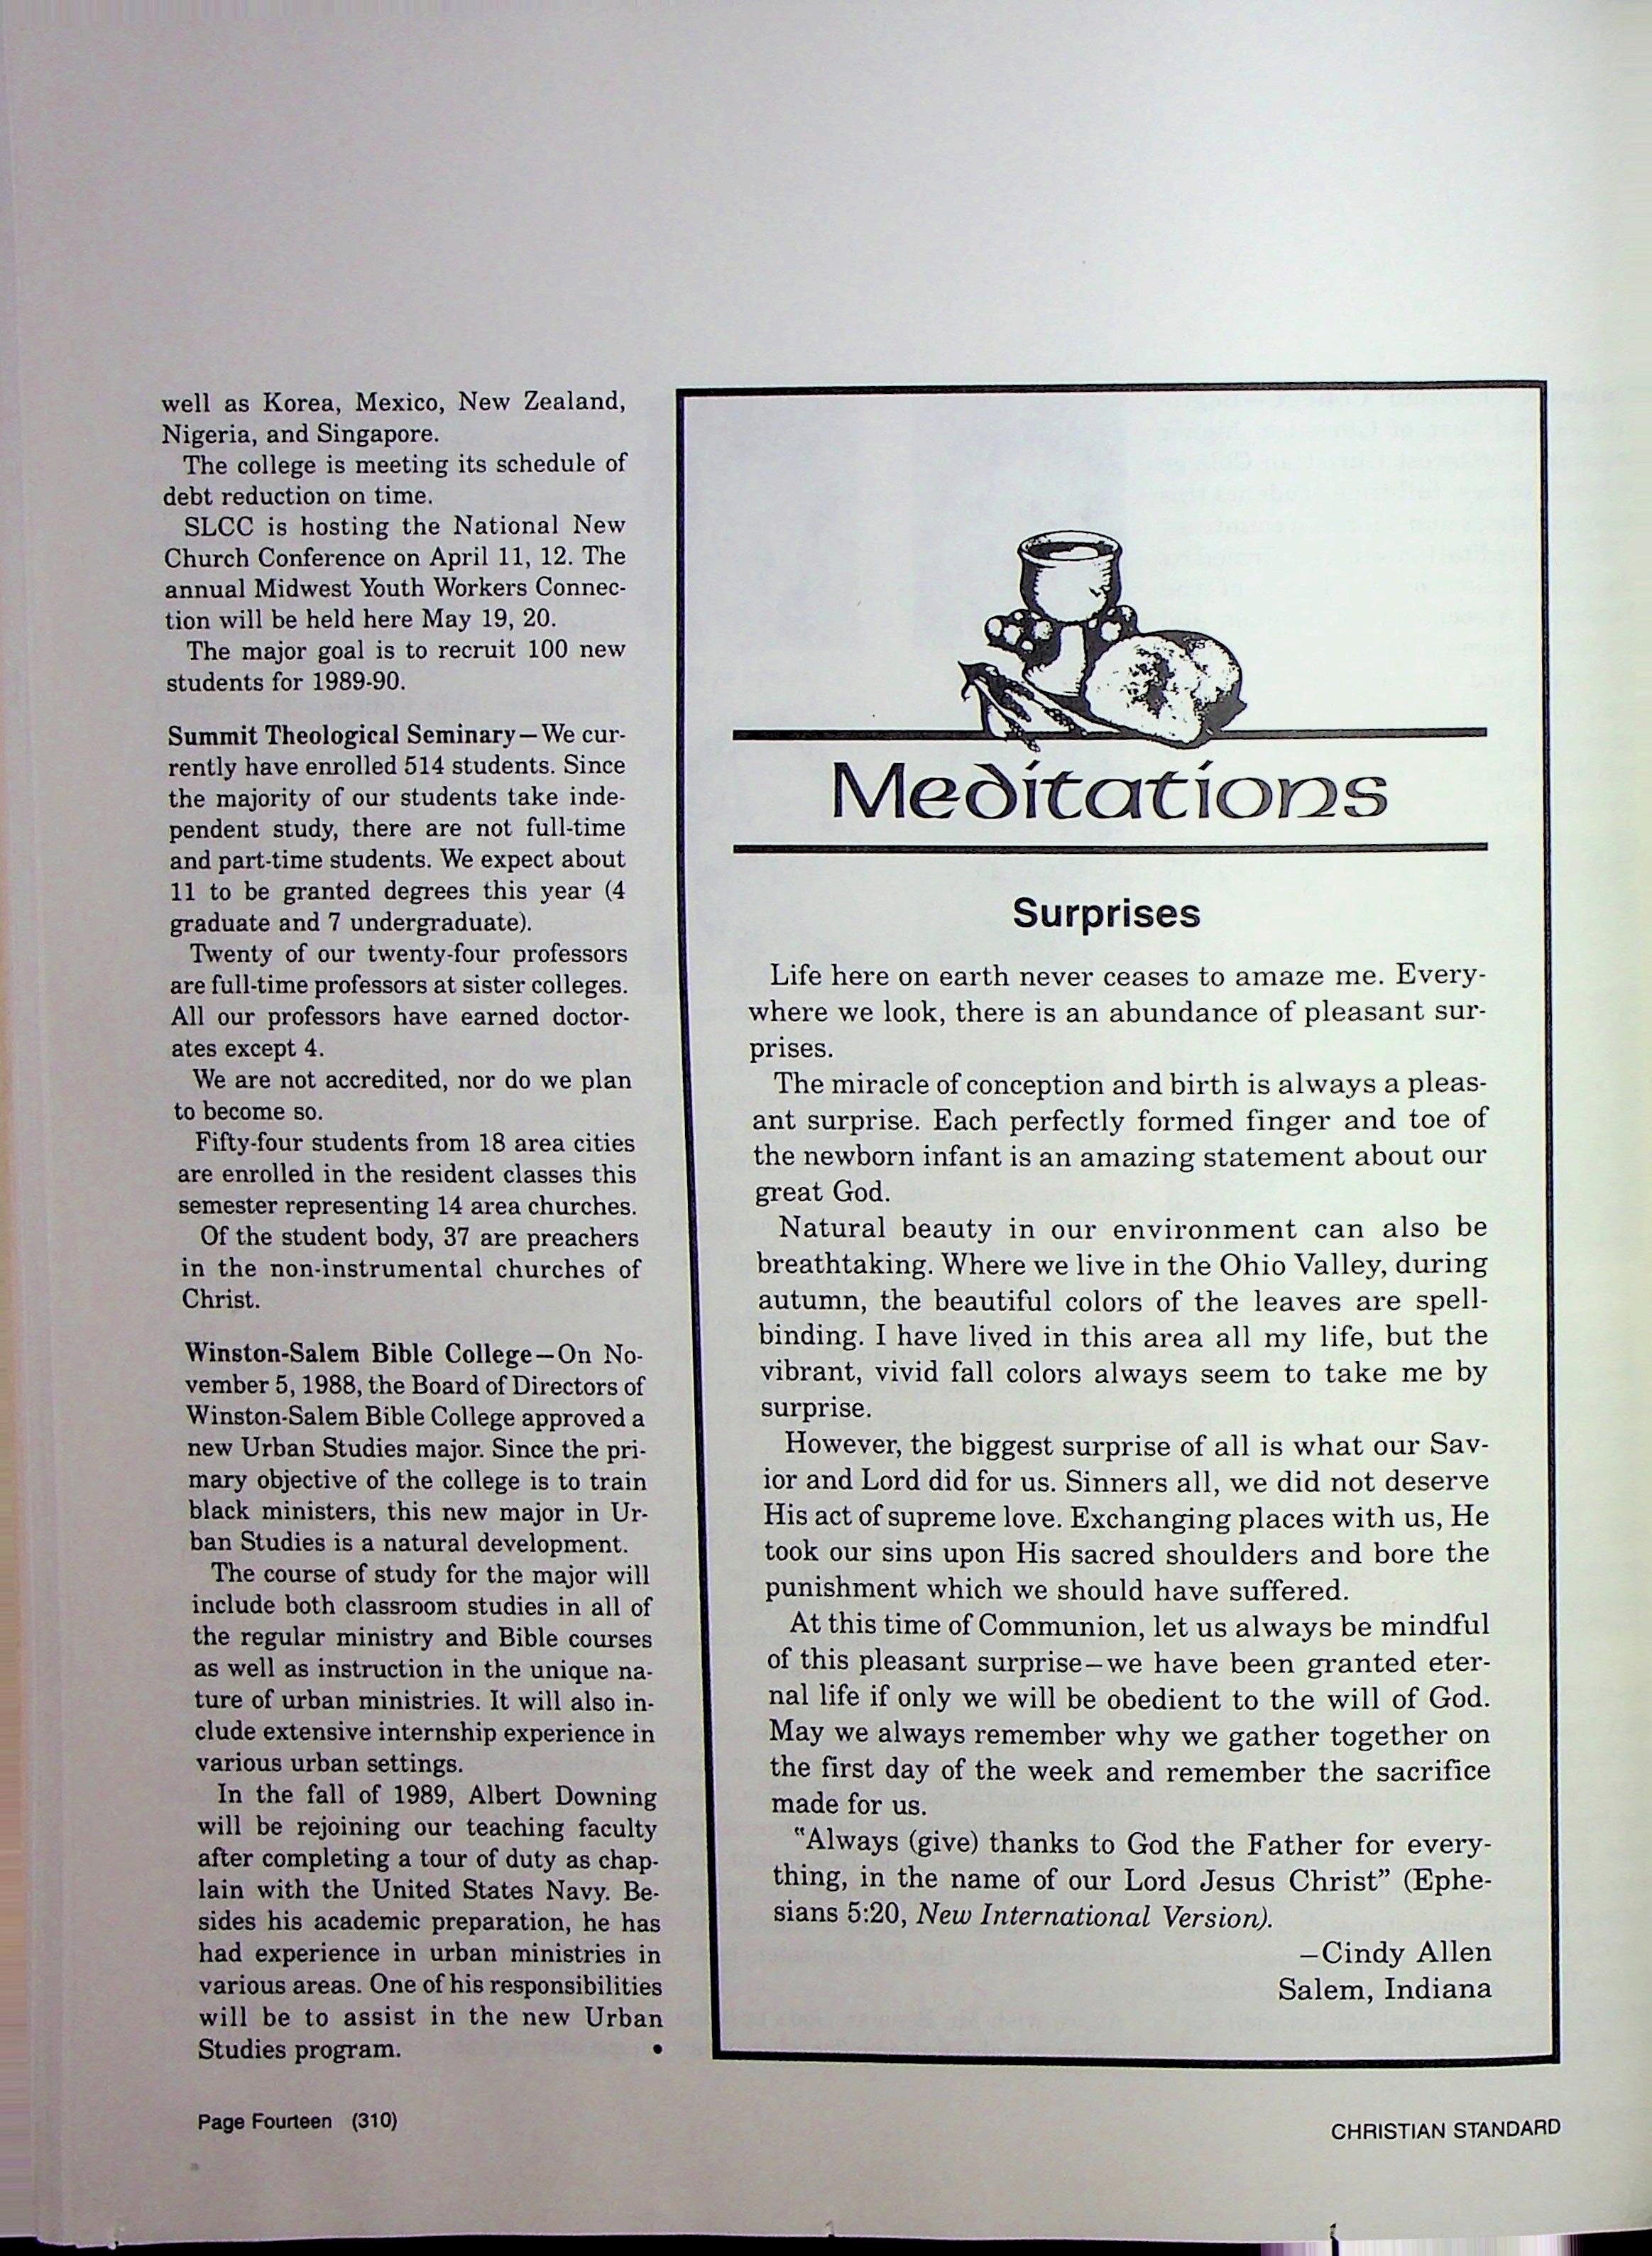 well as Korea, Mexico, New Zealand,
Nigeria, and Singapore.
The college is meeting its schedule of
debt reduction on time.
SLCC is hosting the National New
Church Conference on April 11, 12. The
annual Midwest Youth Workers Connec-
tion will be held here May 19, 20.
The major goal is to recruit 100 new
students for 1989-90.
Summit Theological Seminary—We cur-
rently have enrolled 514 students. Since
the majority of our students take inde-
pendent study, there are not full-time
and part-time students. We expect about
11 to be granted degrees this year (4
graduate and 7 undergraduate).
Twenty of our twenty-four professors
are full-time professors at sister colleges.
All our professors have earned doctor-
ates except 4.
We are not accredited, nor do we plan
to become so.
Fifty-four students from 18 area cities
are enrolled in the resident classes this
semester representing 14 area churches.
Of the student body, 37 are preachers
in the non-instrumental churches of
Christ.
Winston-Salem Bible College—On No-
vember 5, 1988, the Board of Directors of
Winston-Salem Bible College approved a
new Urban Studies major. Since the pri-
mary objective of the college is to train
black ministers, this new major in Ur-
ban Studies is a natural development.
The course of study for the major will
include both classroom studies in all of
the regular ministry and Bible courses
as well as instruction in the unique na-
ture of urban ministries. It will also in-
clude extensive internship experience in
various urban settings.
In the fall of 1989, Albert Downing
will be rejoining our teaching faculty
after completing a tour of duty as chap-
lain with the United States Navy. Be-
sides his academic preparation, he has
had experience in urban ministries in
various areas. One of his responsibilities
will be to assist in the new Urban
Studies program. •
Meditations
Surprises
Life here on earth never ceases to amaze me. Every-
where we look, there is an abundance of pleasant sur-
prises.
The miracle of conception and birth is always a pleas-
ant surprise. Each perfectly formed finger and toe of
the newborn infant is an amazing statement about our
great God.
Natural beauty in our environment can also be
breathtaking. Where we live in the Ohio Valley, during
autumn, the beautiful colors of the leaves are spell-
binding. I have lived in this area all my life, but the
vibrant, vivid fall colors always seem to take me by
surprise.
However, the biggest surprise of all is what our Sav-
ior and Lord did for us. Sinners all, we did not deserve
His act of supreme love. Exchanging places with us, He
took our sins upon His sacred shoulders and bore the
punishment which we should have suffered.
At this time of Communion, let us always be mindful
of this pleasant surprise—we have been granted eter-
nal life if only we will be obedient to the will of God.
May we always remember why we gather together on
the first day of the week and remember the sacrifice
made for us.
"Always (give) thanks to God the Father for every-
thing, in the name of our Lord Jesus Christ" (Ephe-
sians 5:20, New International Version).
—Cindy Allen
Salem, Indiana
Page Fourteen (310)
CHRISTIAN STANDARD